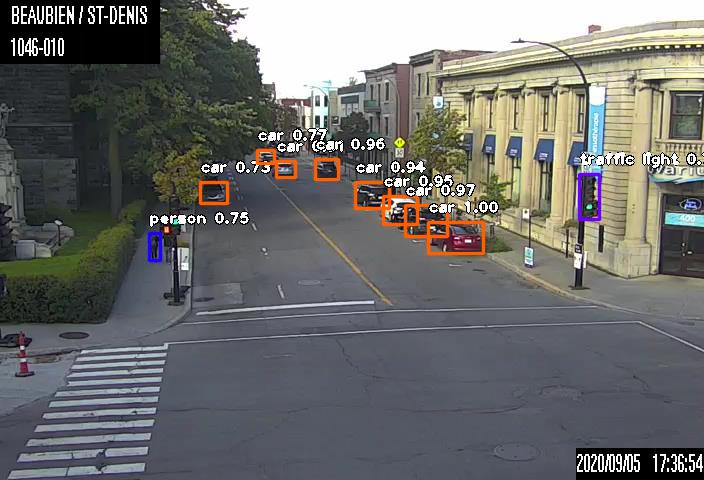 BEAUBIEN / ST-DENIS
1046-010
car 0.77
car
car 0.96
car 0.73
car 0.94
car 0.95
car 0.97
car 1.00
traffic light 0.
person 0.75
400
2020/09/05 17:36:54